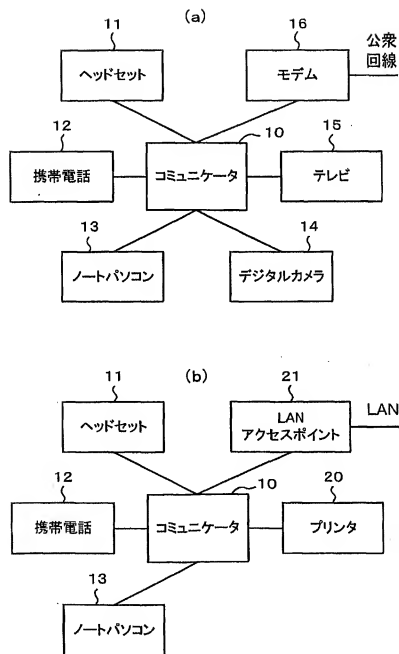 (a)
11
16
公衆
回線
ヘッドセット
モデム
12
10
15
携帯電話
コミュニケータ
テレビ
13
14
ノートパソコン
デジタルカメラ
(b)
11
21
ヘッドセット
LAN
アクセスポイント
LAN
12
10
20
携帯電話
コミュニケータ
プリンタ
13
ノートパソコン